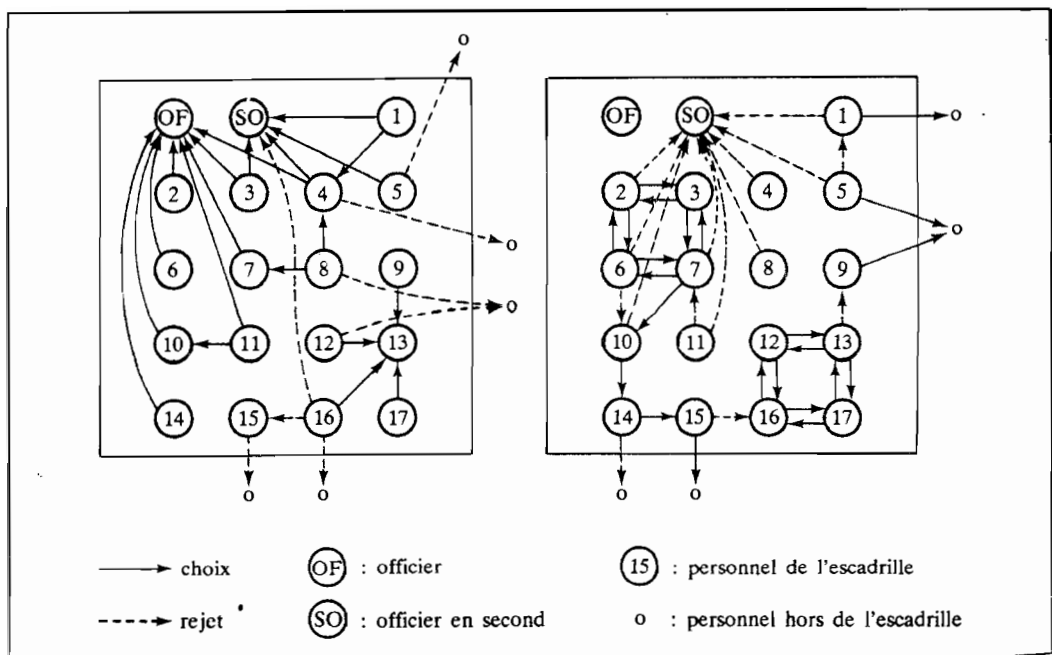 o
OF SO 1 OF SO 1 o
2 3 4 5 2 3 4 5
o o
6 7 8 9 6 7 8 9
o
10 11 12 13 10 11 12 13
14 15 16 17 14 15 16 17
o o o o
choix OF : officier 15 : personnel de l'escadrille
rejet SO : officier en second o : personnel hors de l'escadrille